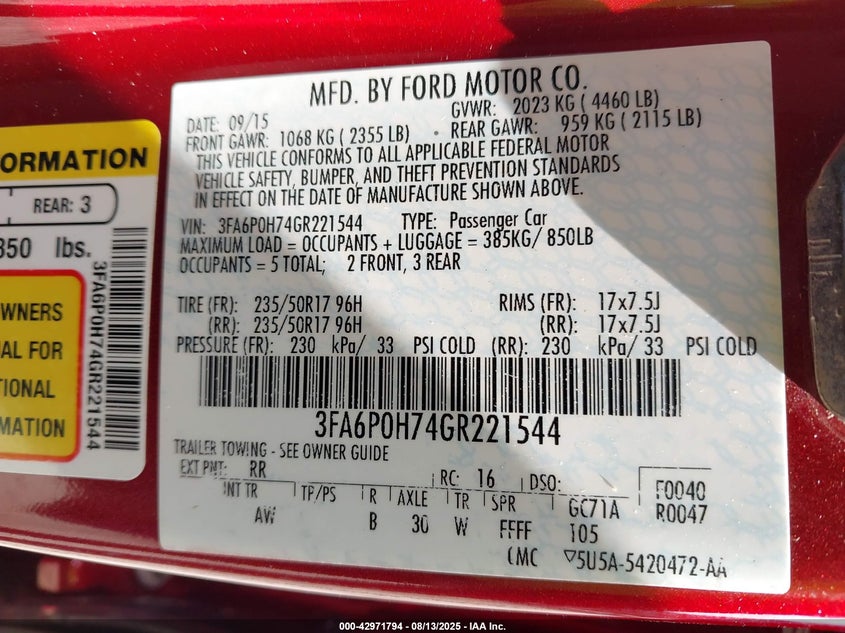 MFD. BY FORD MOTOR CO.
DATE: 09/15
GVWR: 2023 KG ( 4460 LB)
FRONT GAWR: 1068 KG ( 2355 LB)
REAR GAWR: 959 KG ( 2115 LB)
THIS VEHICLE CONFORMS TO ALL APPLICABLE FEDERAL MOTOR
VEHICLE SAFETY, BUMPER, AND THEFT PREVENTION STANDARDS
IN EFFECT ON THE DATE OF MANUFACTURE SHOWN ABOVE.
VIN: 3FA6P0H74GR221544 TYPE: Passenger Car
MAXIMUM LOAD = OCCUPANTS + LUGGAGE = 385KG/ 850LB
OCCUPANTS = 5 TOTAL; 2 FRONT, 3 REAR
TIRE (FR): 235/50R17 96H RIMS (FR): 17x7.5J
(RR): 235/50R17 96H (RR): 17x7.5J
PRESSURE (FR): 230 kPa/ 33 PSI COLD (RR): 230 kPa/ 33 PSI COLD
3FA6P0H74GR221544
TRAILER TOWING - SEE OWNER GUIDE
EXT PNT: RR RC: 16 DSO: F0040
INT TR TP/PS R AXLE TR SPR GC71A R0047
AW B 30 W FFFF 105
CMC 5U5A-5420472-AA
ORMATION
REAR: 3
850 lbs.
WNERS
AL FOR
TIONAL
MATION
3FA6P0H74GR221544
000-42971794 - 08/13/2025 - IAA Inc.